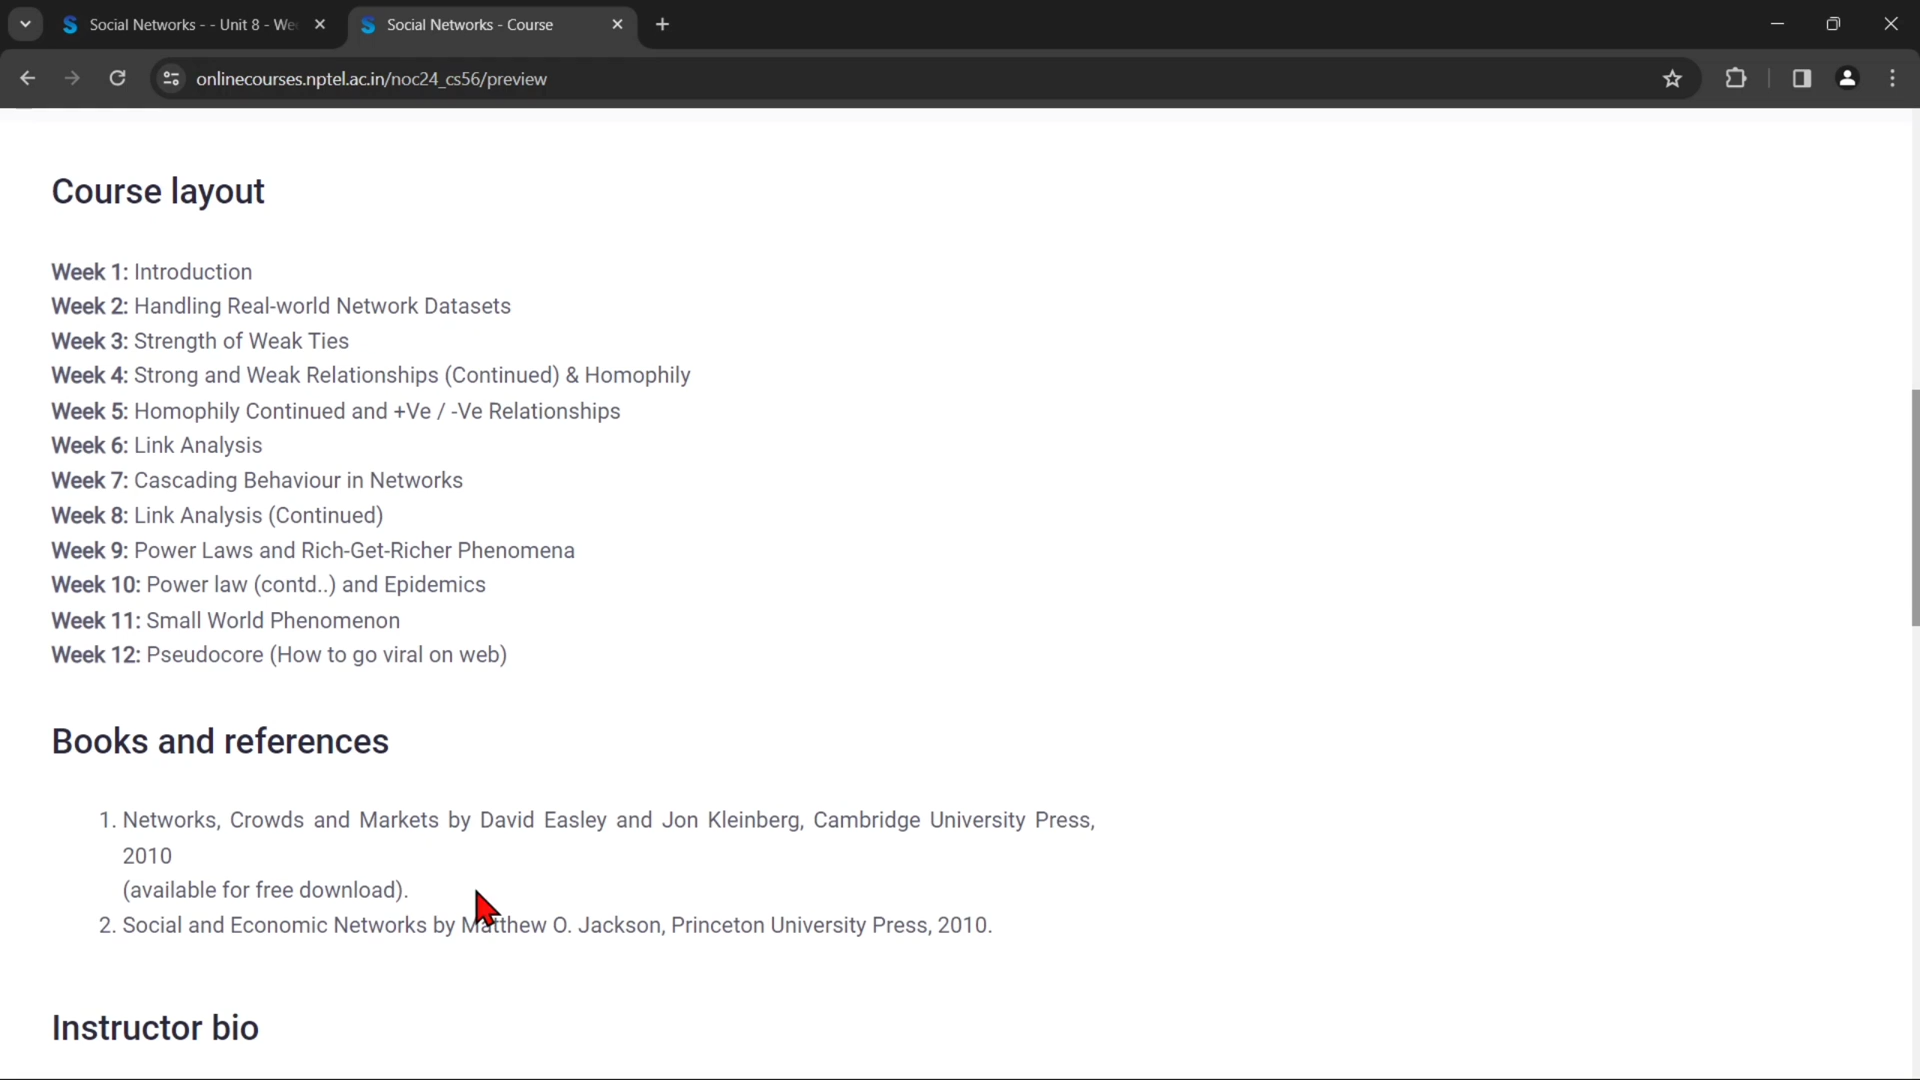 Social Networks - - Unit 8 - We
Social Networks - Course
onlinecourses.nptel.ac.in/noc24_cs56/preview
Course layout
Week 1: Introduction
Week 2: Handling Real-world Network Datasets
Week 3: Strength of Weak Ties
Week 4: Strong and Weak Relationships (Continued) & Homophily
Week 5: Homophily Continued and +Ve / -Ve Relationships
Week 6: Link Analysis
Week 7: Cascading Behaviour in Networks
Week 8: Link Analysis (Continued)
Week 9: Power Laws and Rich-Get-Richer Phenomena
Week 10: Power law (contd..) and Epidemics
Week 11: Small World Phenomenon
Week 12: Pseudocore (How to go viral on web)
Books and references
1. Networks, Crowds and Markets by David Easley and Jon Kleinberg, Cambridge University Press,
2010
(available for free download).
2. Social and Economic Networks by Matthew O. Jackson, Princeton University Press, 2010.
Instructor bio